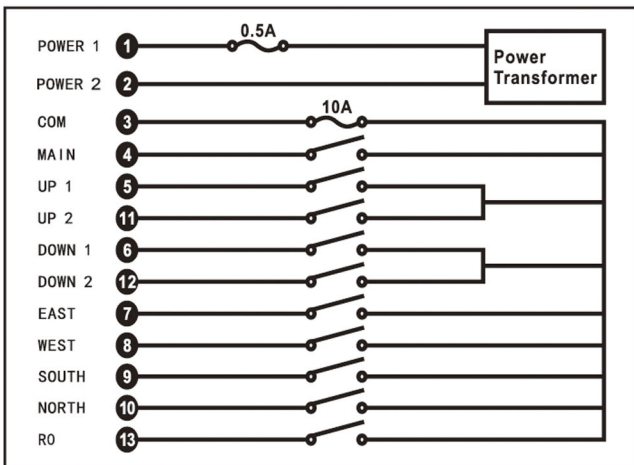 0.5A
POWER 1 1
Power
Transformer
POWER 2 2
10A
COM 3
MAIN 4
UP 1 5
UP 2 11
DOWN 1 6
DOWN 2 12
EAST 7
WEST 8
SOUTH 9
NORTH 10
RO 13